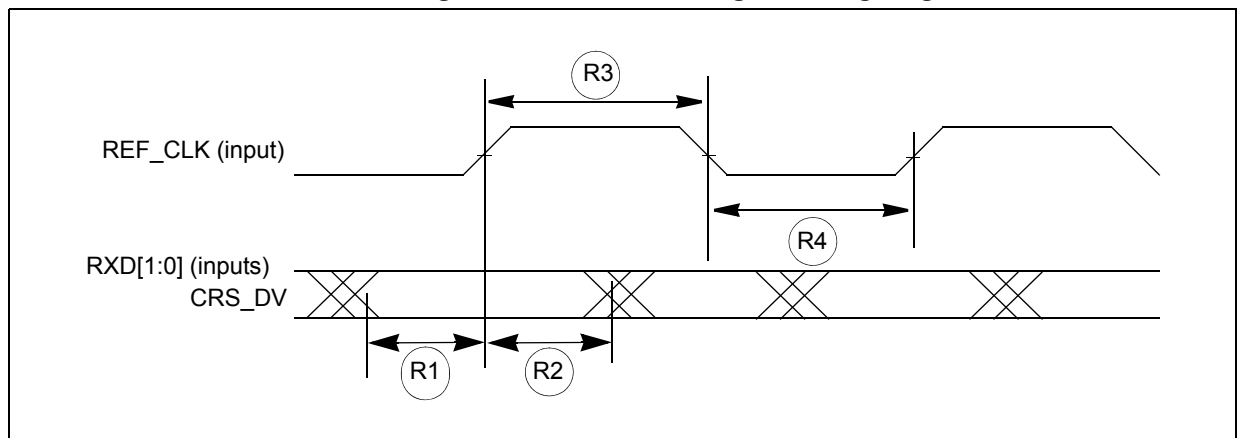 R3
REF_CLK (input)
R4
RXD[1:0] (inputs)
CRS_DV
R1
R2